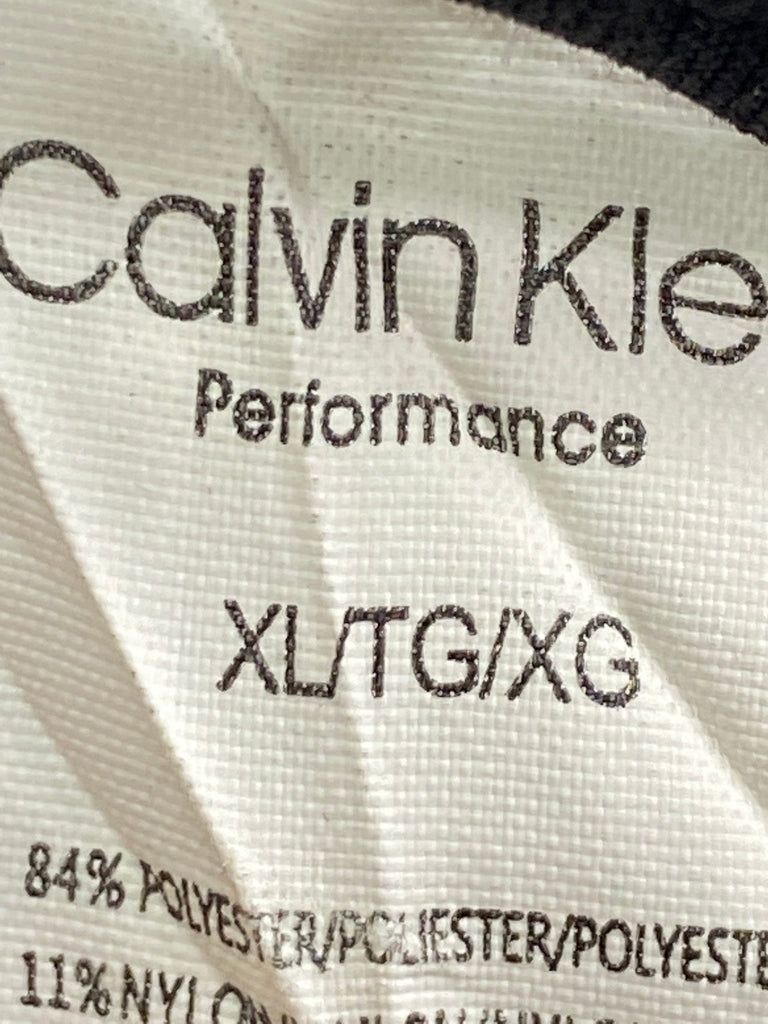 Calvin Kle
Performance
XL/TG/XG
84% POLYESTER/POLIESTER/POLYESTE
11% NYLON